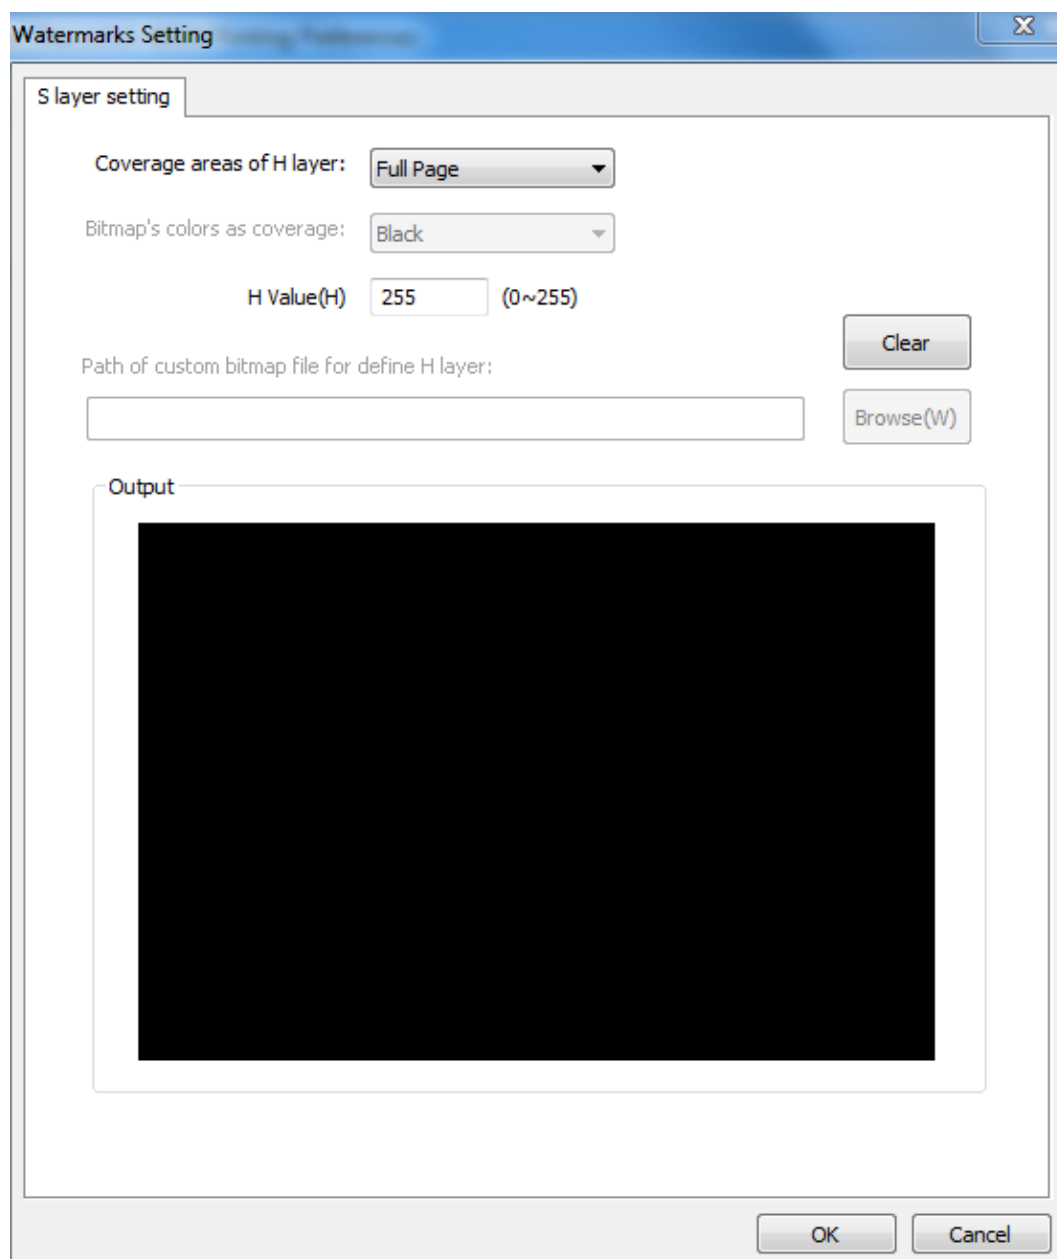 Watermarks Setting
S layer setting
Coverage areas of H layer: Full Page
Bitmap's colors as coverage: Black
H Value(H) 255 (0~255)
Clear
Path of custom bitmap file for define H layer:
Browse(W)
Output
OK Cancel